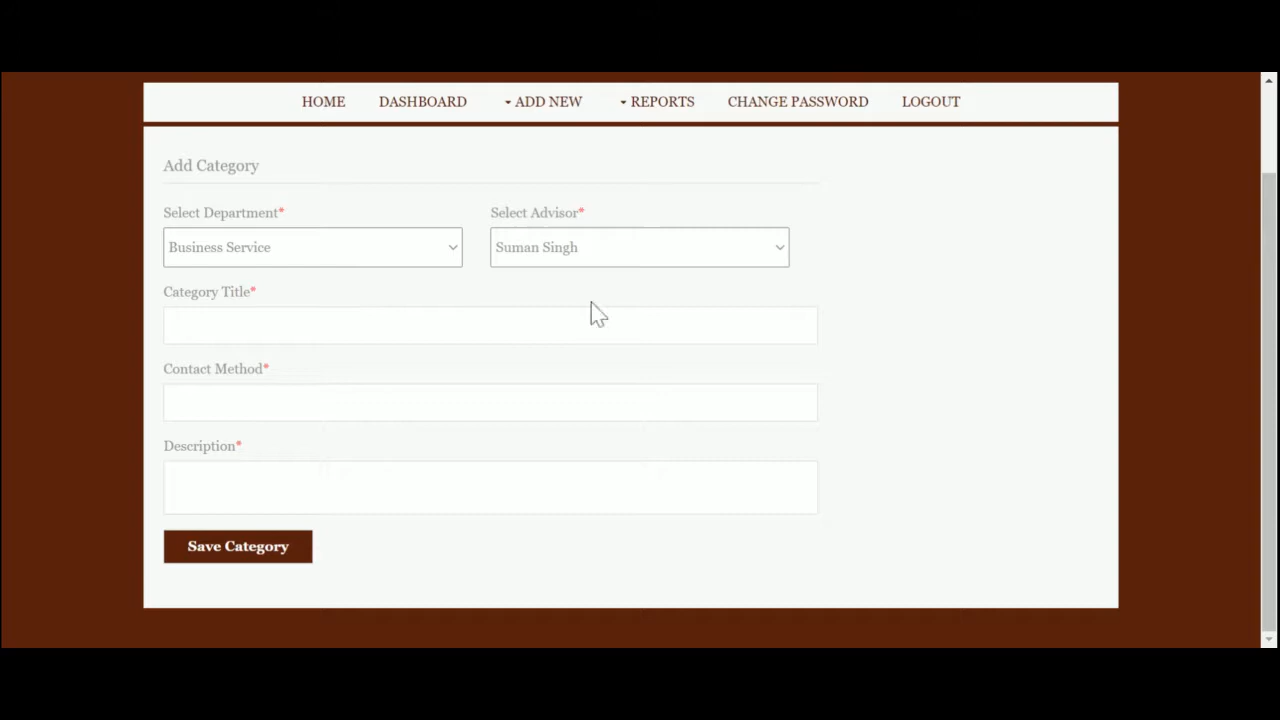 HOME DASHBOARD ADD NEW REPORTS CHANGE PASSWORD LOGOUT
Add Category
Select Department* Select Advisor*
Business Service Suman Singh
Category Title*
Contact Method*
Description*
Save Category